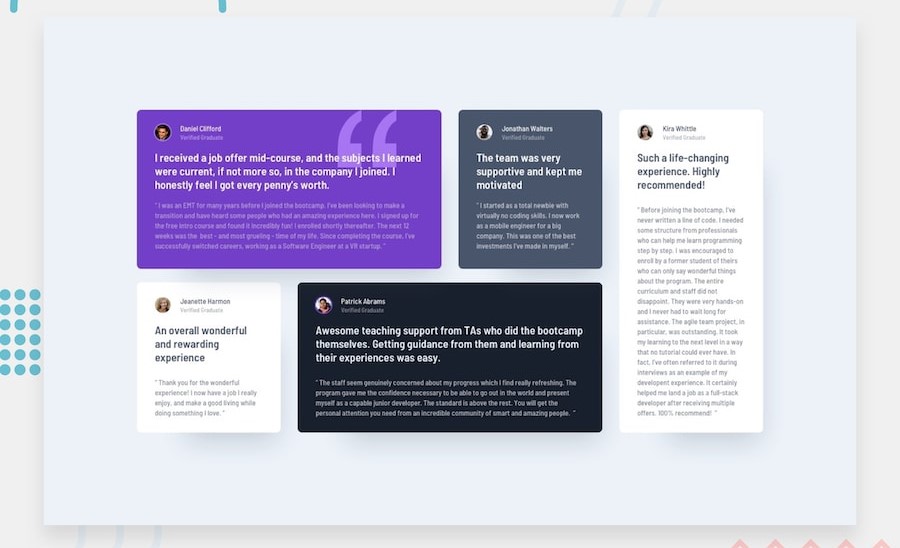 Daniel Clifford
Verified Graduate
I received a job offer mid-course, and the subjects I learned
were current, if not more so, in the company I joined. I
honestly feel I got every penny's worth.
" I was an EMT for many years before I joined the bootcamp. I've been looking to make a
transition and have heard some people who had an amazing experience here. I signed up for
the free intro course and found it incredibly fun! I enrolled shortly thereafter. The next 12
weeks was the best - and most grueling - time of my life. Since completing the course, I've
successfully switched careers, working as a Software Engineer at a VR startup. "
Jonathan Walters
Verified Graduate
The team was very
supportive and kept me
motivated
" I started as a total newbie with
virtually no coding skills. I now work
as a mobile engineer for a big
company. This was one of the best
investments I've made in myself. "
Kira Whittle
Verified Graduate
Such a life-changing
experience. Highly
recommended!
" Before joining the bootcamp, I've
never written a line of code. I needed
some structure from professionals
who can help me learn programming
step by step. I was encouraged to
enroll by a former student of theirs
who can only say wonderful things
about the program. The entire
curriculum and staff did not
disappoint. They were very hands-on
and I never had to wait long for
assistance. The agile team project, in
particular, was outstanding. It took
my learning to the next level in a way
that no tutorial could ever have. In
fact, I've often referred to it during
interviews as an example of my
developent experience. It certainly
helped me land a job as a full-stack
developer after receiving multiple
offers. 100% recommend! "
Jeanette Harmon
Verified Graduate
An overall wonderful
and rewarding
experience
" Thank you for the wonderful
experience! I now have a job I really
enjoy, and make a good living while
doing something I love. "
Patrick Abrams
Verified Graduate
Awesome teaching support from TAs who did the bootcamp
themselves. Getting guidance from them and learning from
their experiences was easy.
" The staff seem genuinely concerned about my progress which I find really refreshing. The
program gave me the confidence necessary to be able to go out in the world and present
myself as a capable junior developer. The standard is above the rest. You will get the
personal attention you need from an incredible community of smart and amazing people. "